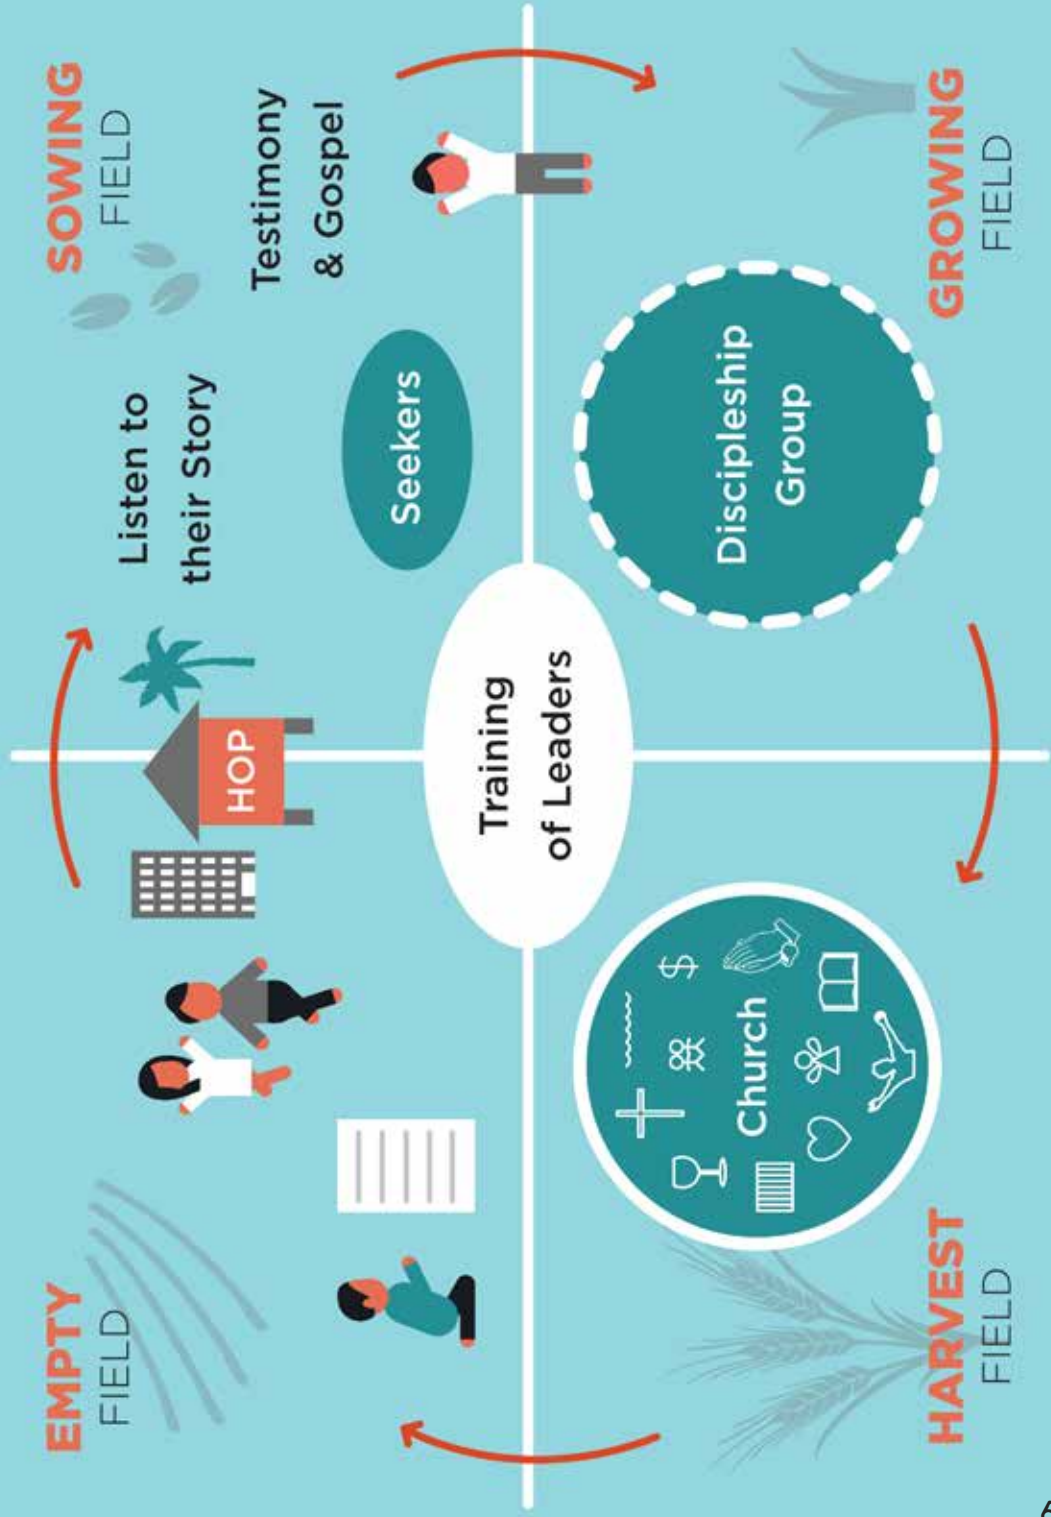 EMPTY
FIELD
HOP
Listen to
their Story
SOWING
FIELD
Testimony
& Gospel
Seekers
Training
of Leaders
HARVEST
FIELD
$
Church
Discipleship
Group
GROWING
FIELD